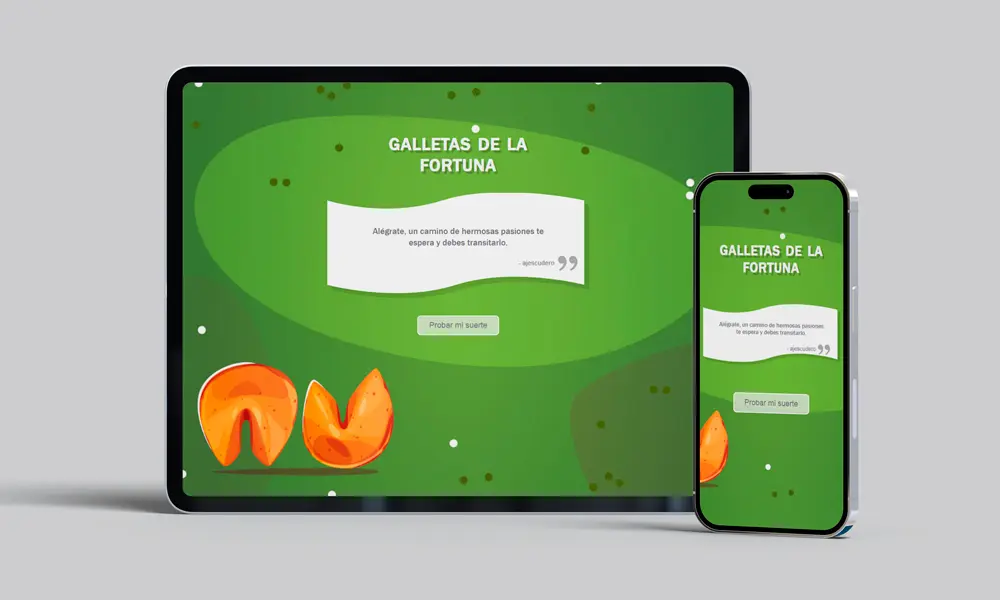 GALLETAS DE LA
FORTUNA
Alégrate, un camino de hermosas pasiones te
espera y debes transitarlo.
- ajescudero ”
Probar mi suerte
GALLETAS DE LA
FORTUNA
Alégrate, un camino de hermosas pasiones
te espera y debes transitarlo.
- ajescudero ”
Probar mi suerte